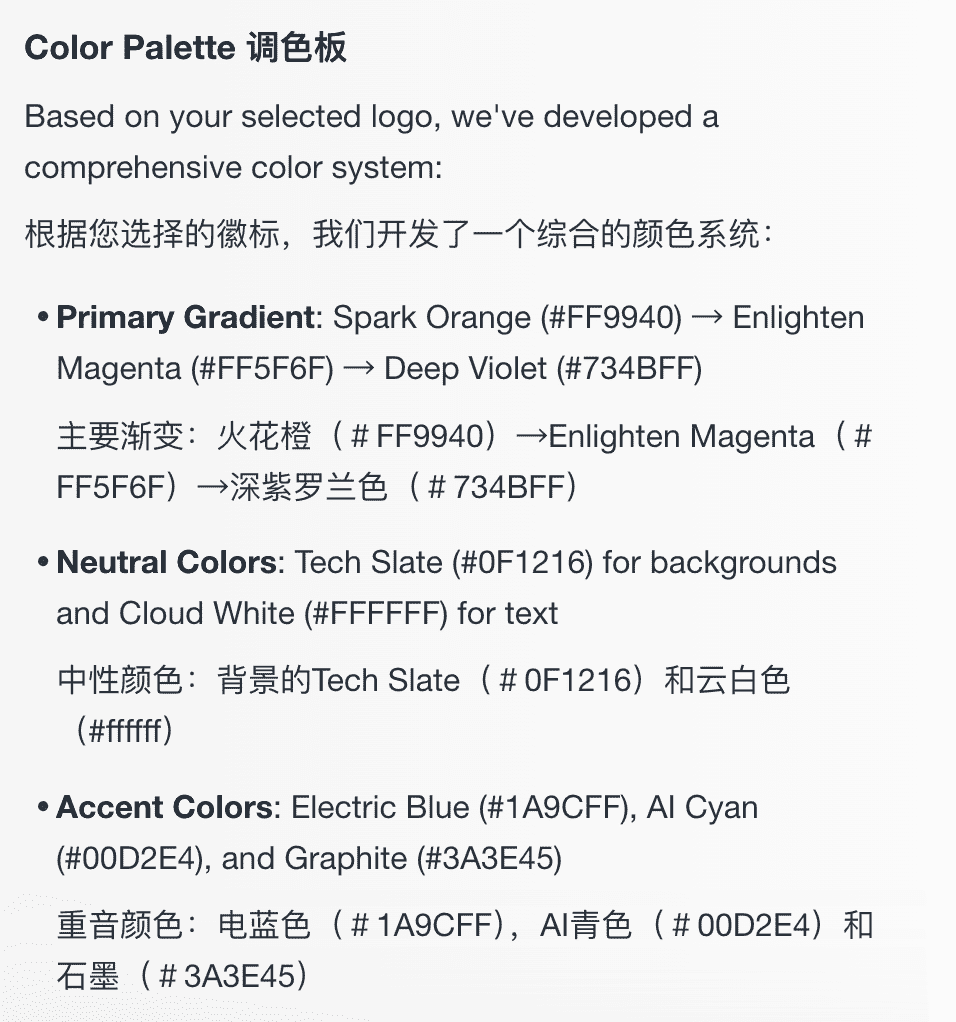 Color Palette 调色板
Based on your selected logo, we've developed a
comprehensive color system:
根据您选择的徽标，我们开发了一个综合的颜色系统：
• Primary Gradient: Spark Orange (#FF9940) → Enlighten
Magenta (#FF5F6F) → Deep Violet (#734BFF)
主要渐变：火花橙（＃FF9940）→Enlighten Magenta（＃
FF5F6F）→深紫罗兰色（＃734BFF）
• Neutral Colors: Tech Slate (#0F1216) for backgrounds
and Cloud White (#FFFFFF) for text
中性颜色：背景的Tech Slate（＃0F1216）和云白色
（#ffffff）
• Accent Colors: Electric Blue (#1A9CFF), AI Cyan
(#00D2E4), and Graphite (#3A3E45)
重音颜色：电蓝色（＃1A9CFF），AI青色（＃00D2E4）和
石墨（＃3A3E45）